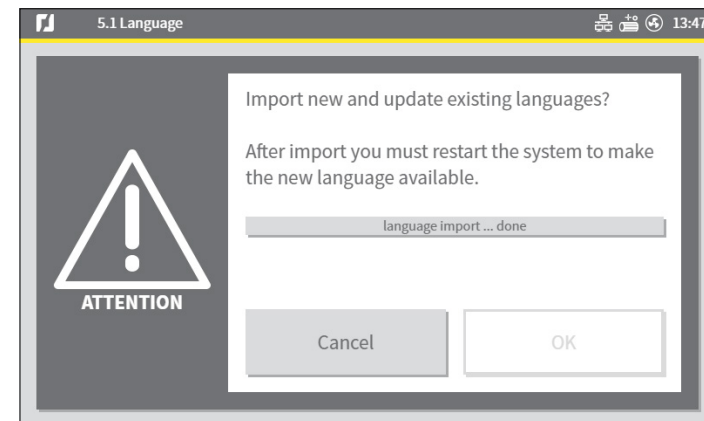 5.1 Language
13:47
Import new and update existing languages?
After import you must restart the system to make
the new language available.
language import ... done
ATTENTION
Cancel
OK